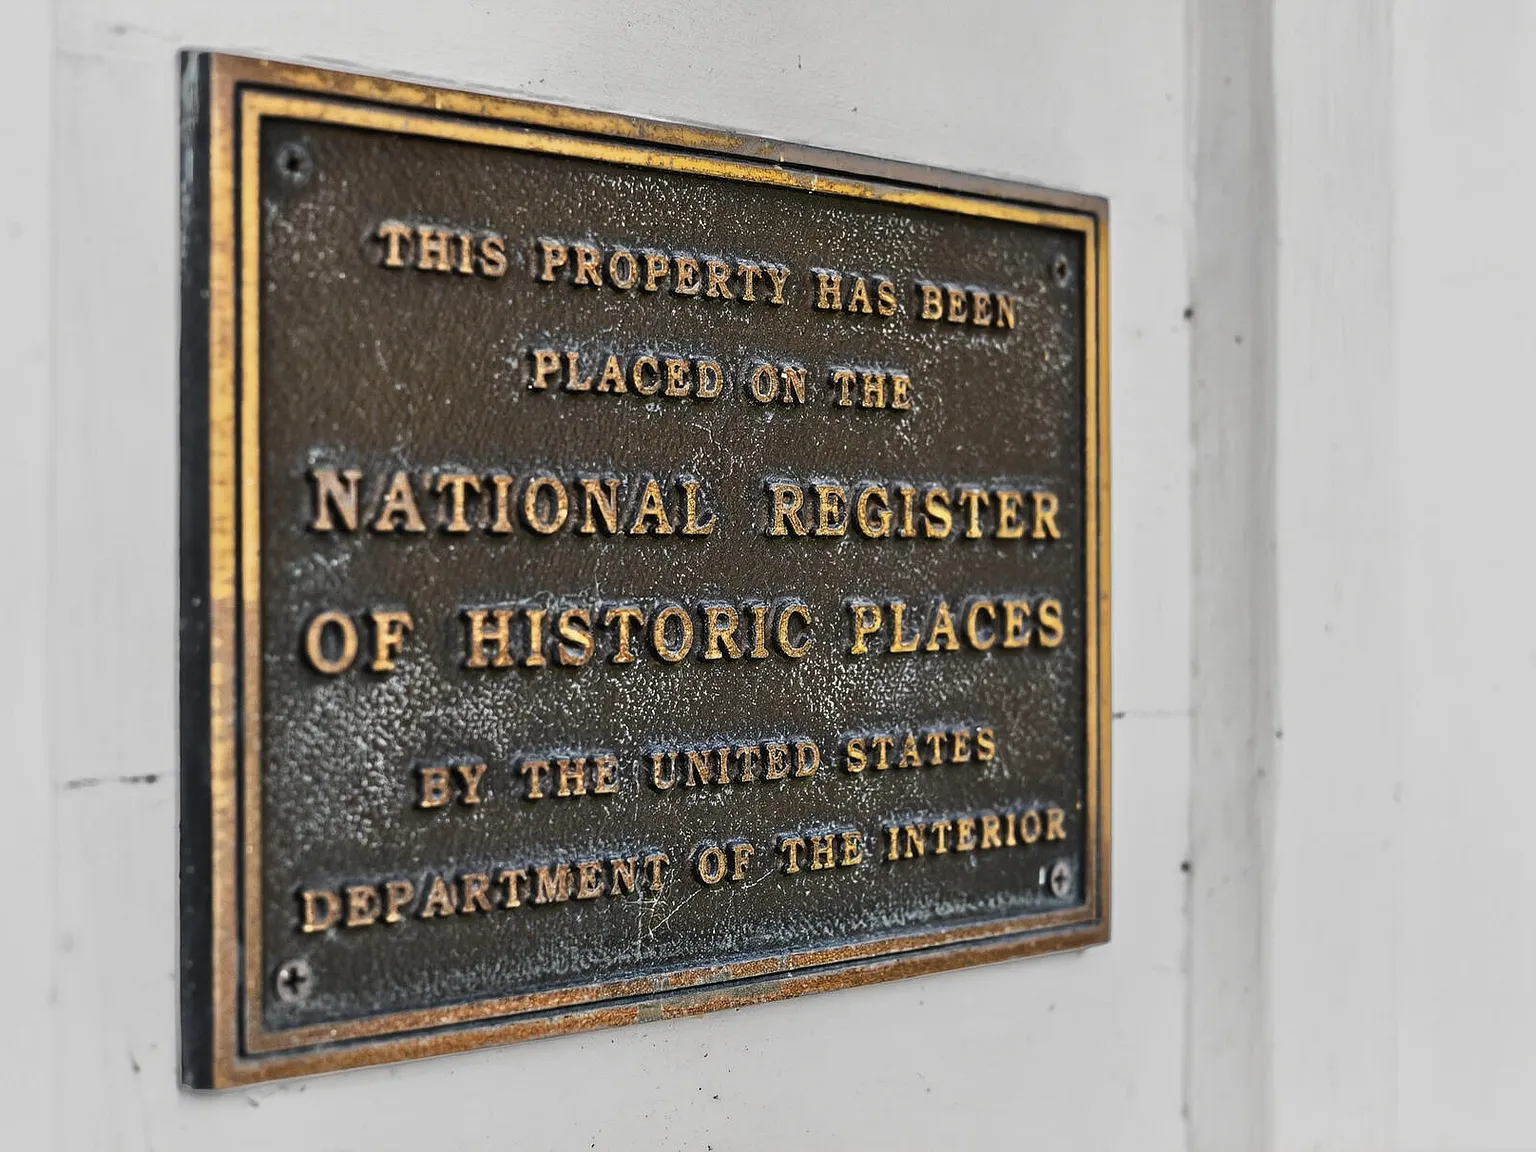 THIS PROPERTY HAS BEEN
PLACED ON THE
NATIONAL REGISTER
OF HISTORIC PLACES
BY THE UNITED STATES
DEPARTMENT OF THE INTERIOR